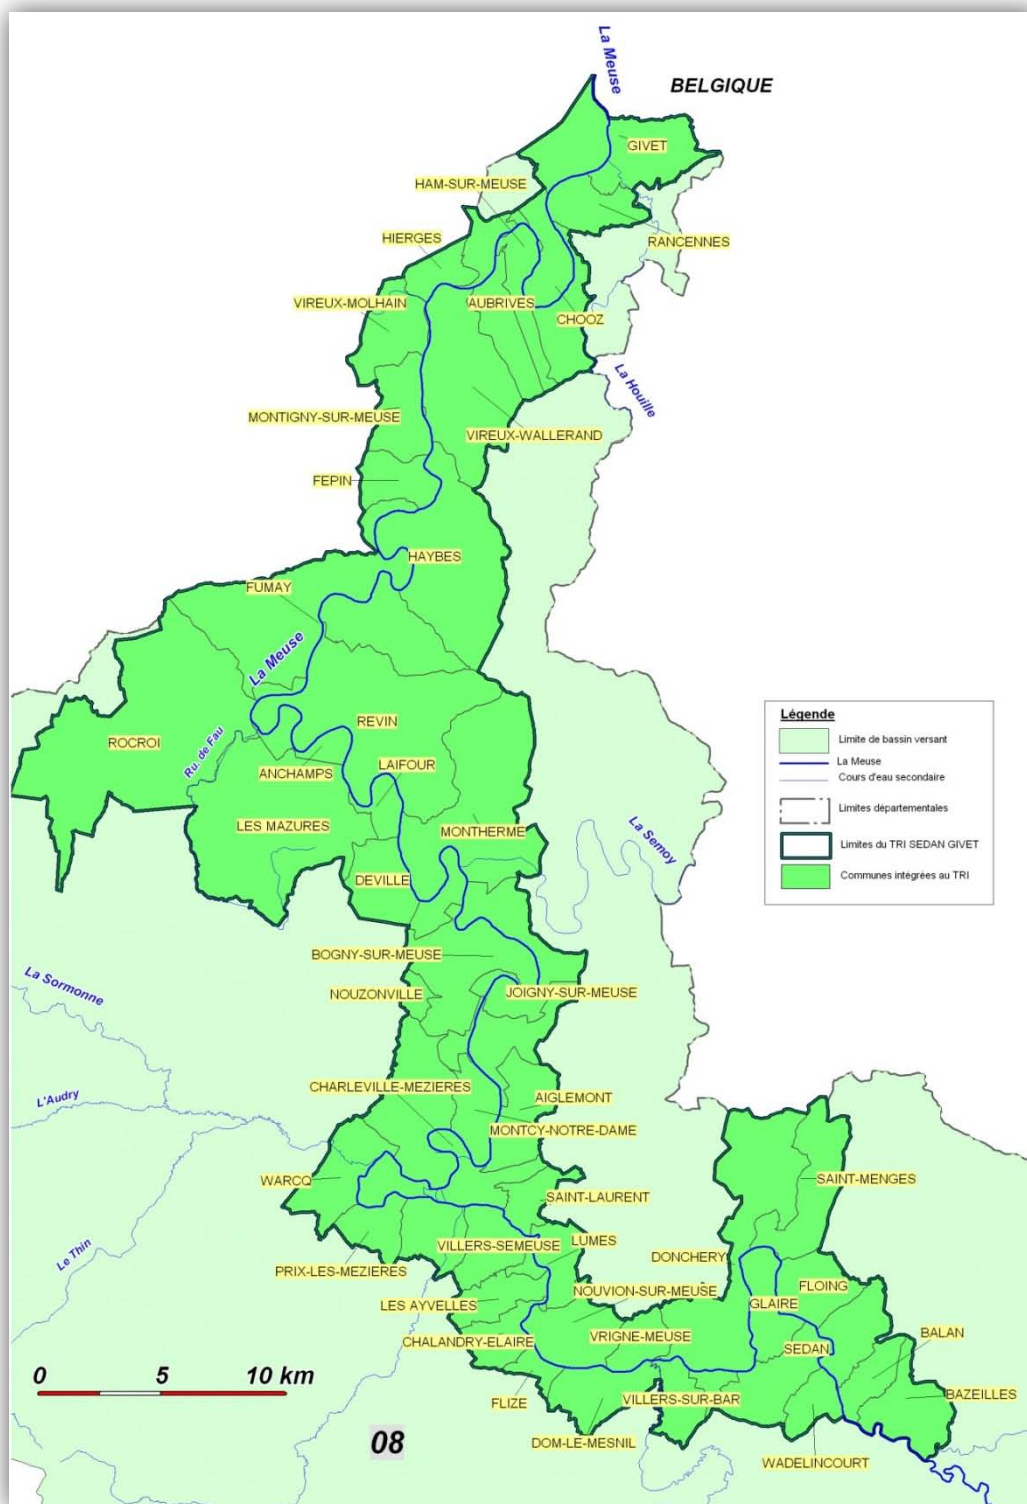 La Meuse
BELGIQUE
GIVET
HAM-SUR-MEUSE
HIERGES
RANCENNES
VIREUX-MOLHAIN
AUBRIVES
CHOOZ
La Houille
MONTIGNY-SUR-MEUSE
VIREUX-WALLERAND
FEPIN
HAYBES
FUMAY
La Meuse
ROCROI
REVIN
Ru. de Fau
ANCHAMPS
LAIFOUR
LES MAZURES
MONTHERME
La Semoy
DEVILLE
BOGNY-SUR-MEUSE
La Sormonne
NOUZONVILLE
JOIGNY-SUR-MEUSE
L'Audry
CHARLEVILLE-MEZIERES
AIGLEMONT
MONTCY-NOTRE-DAME
WARCQ
SAINT-MENGES
SAINT-LAURENT
Le Thin
VILLERS-SEMEUSE
LUMES
DONCHERY
PRIX-LES-MEZIERES
NOUVION-SUR-MEUSE
FLOING
LES AYVELLES
GLAIRE
CHALANDRY-ELAIRE
VRIGNE-MEUSE
SEDAN
BALAN
FLIZE
VILLERS-SUR-BAR
BAZEILLES
DOM-LE-MESNIL
WADELINCOURT
0 5 10 km
08
Légende
Limite de bassin versant
La Meuse
Cours d'eau secondaire
Limites départementales
Limites du TRI SEDAN GIVET
Communes intégrées au TRI